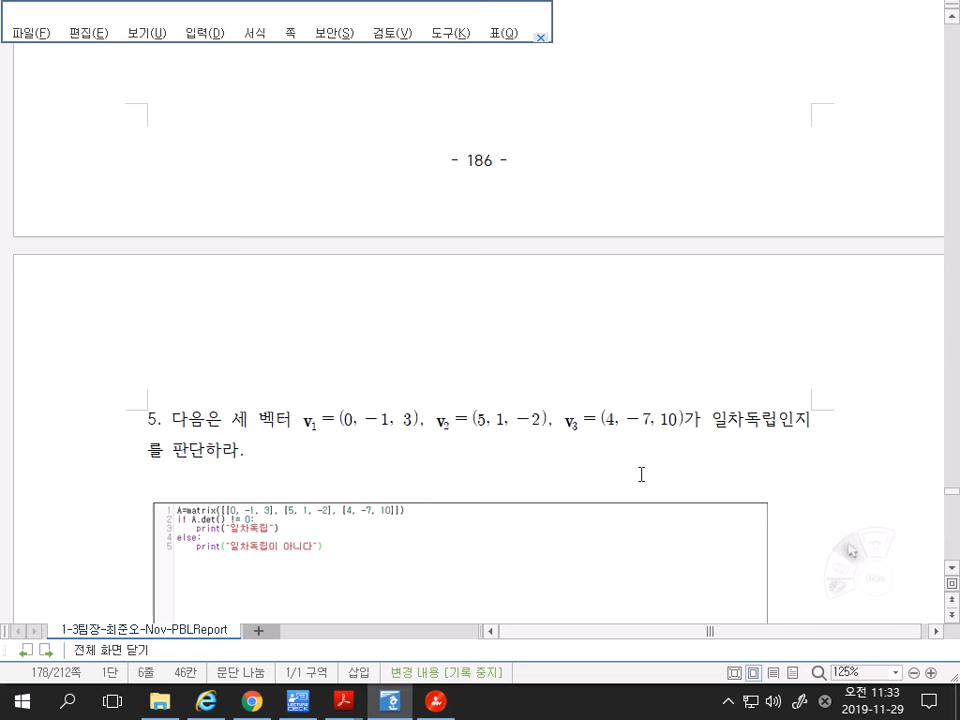 파일(F) 편집(E) 보기(U) 입력(D) 서식 쪽 보안(S) 검토(V) 도구(K) 표(Q)
- 186 -
5. 다음은 세 벡터 v₁ = (0, −1, 3), v₂ = (5, 1, −2), v₃ = (4, −7, 10)가 일차독립인지
를 판단하라.
1 A=matrix([[0, -1, 3], [5, 1, -2], [4, -7, 10]])
2 if A.det() != 0:
3 print("일차독립")
4 else:
5 print("일차독립이 아니다")
1-3팀장-최준오-Nov-PBLReport
전체 화면 닫기
178/212쪽 1단 6줄 46칸 문단 나눔 1/1 구역 삽입 변경 내용 [기록 중지] 125%
오전 11:33
2019-11-29